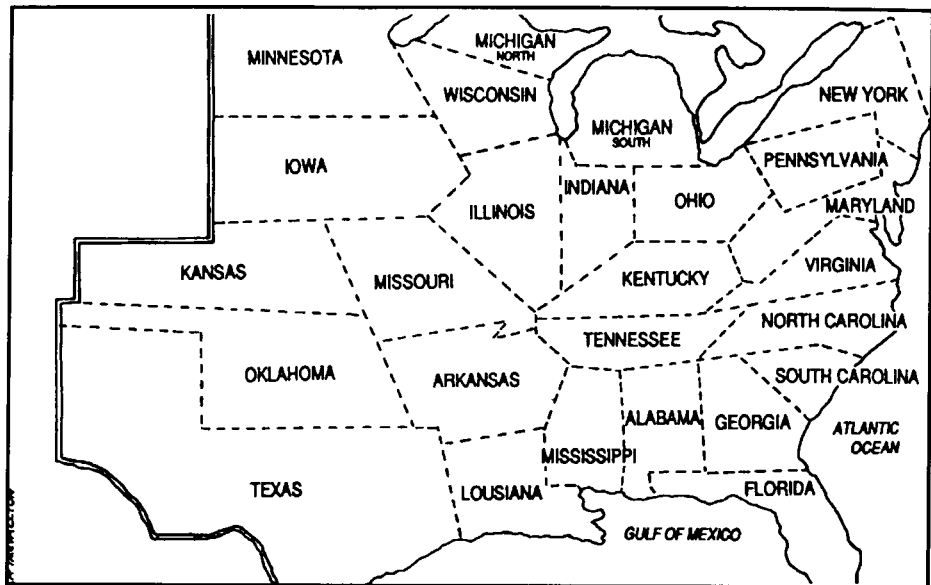 MINNESOTA
MICHIGAN
NORTH
WISCONSIN
NEW YORK
MICHIGAN
SOUTH
IOWA
ILLINOIS
INDIANA
OHIO
PENNSYLVANIA
MARYLAND
KANSAS
MISSOURI
KENTUCKY
VIRGINIA
TENNESSEE
NORTH CAROLINA
OKLAHOMA
ARKANSAS
SOUTH CAROLINA
ALABAMA
GEORGIA
ATLANTIC
OCEAN
MISSISSIPPI
TEXAS
LOUSIANA
FLORIDA
GULF OF MEXICO